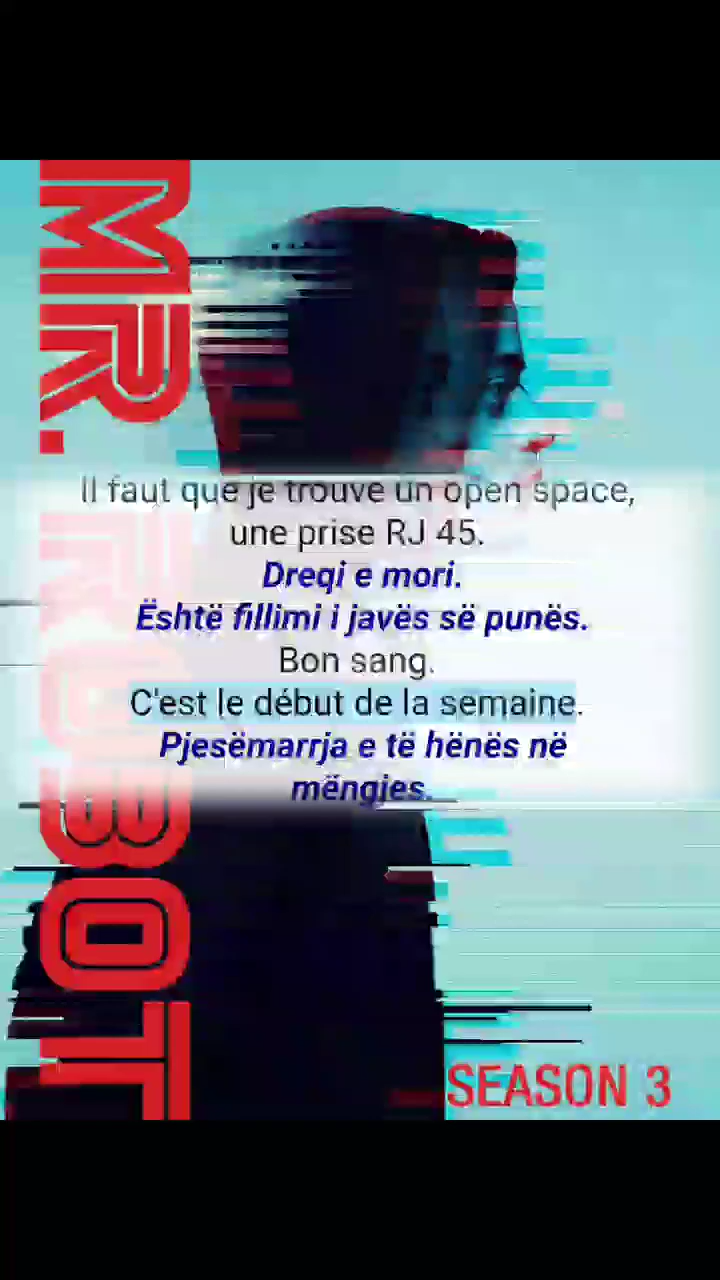 MR. ROBOT
Il faut que je trouve un open space,
une prise RJ 45.
Dreqi e mori.
Është fillimi i javës së punës.
Bon sang.
C'est le début de la semaine.
Pjesëmarrja e të hënës në
mëngjes.
SEASON 3